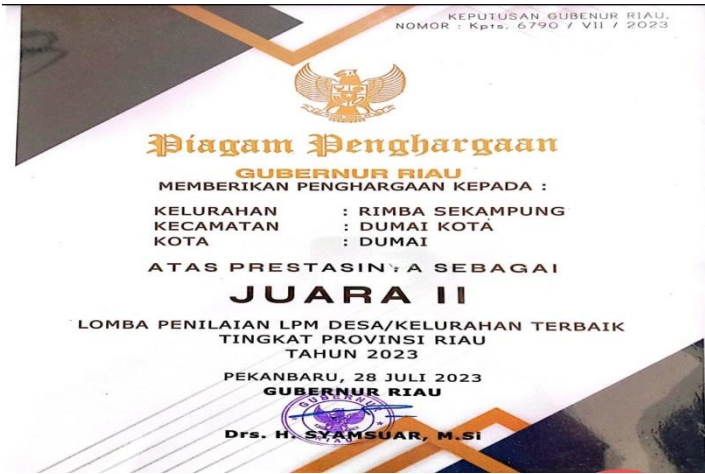 KEPUTUSAN GUBENUR RIAU.
NOMOR : Kpts. 6790 / VII / 2023
Piagam Penghargaan
GUBERNUR RIAU
MEMBERIKAN PENGHARGAAN KEPADA :
KELURAHAN : RIMBA SEKAMPUNG
KECAMATAN : DUMAI KOTA
KOTA : DUMAI
ATAS PRESTASINYA SEBAGAI
JUARA II
LOMBA PENILAIAN LPM DESA/KELURAHAN TERBAIK
TINGKAT PROVINSI RIAU
TAHUN 2023
PEKANBARU, 28 JULI 2023
GUBERNUR RIAU
GUBERNUR
Drs. H. SYAMSUAR, M.Si